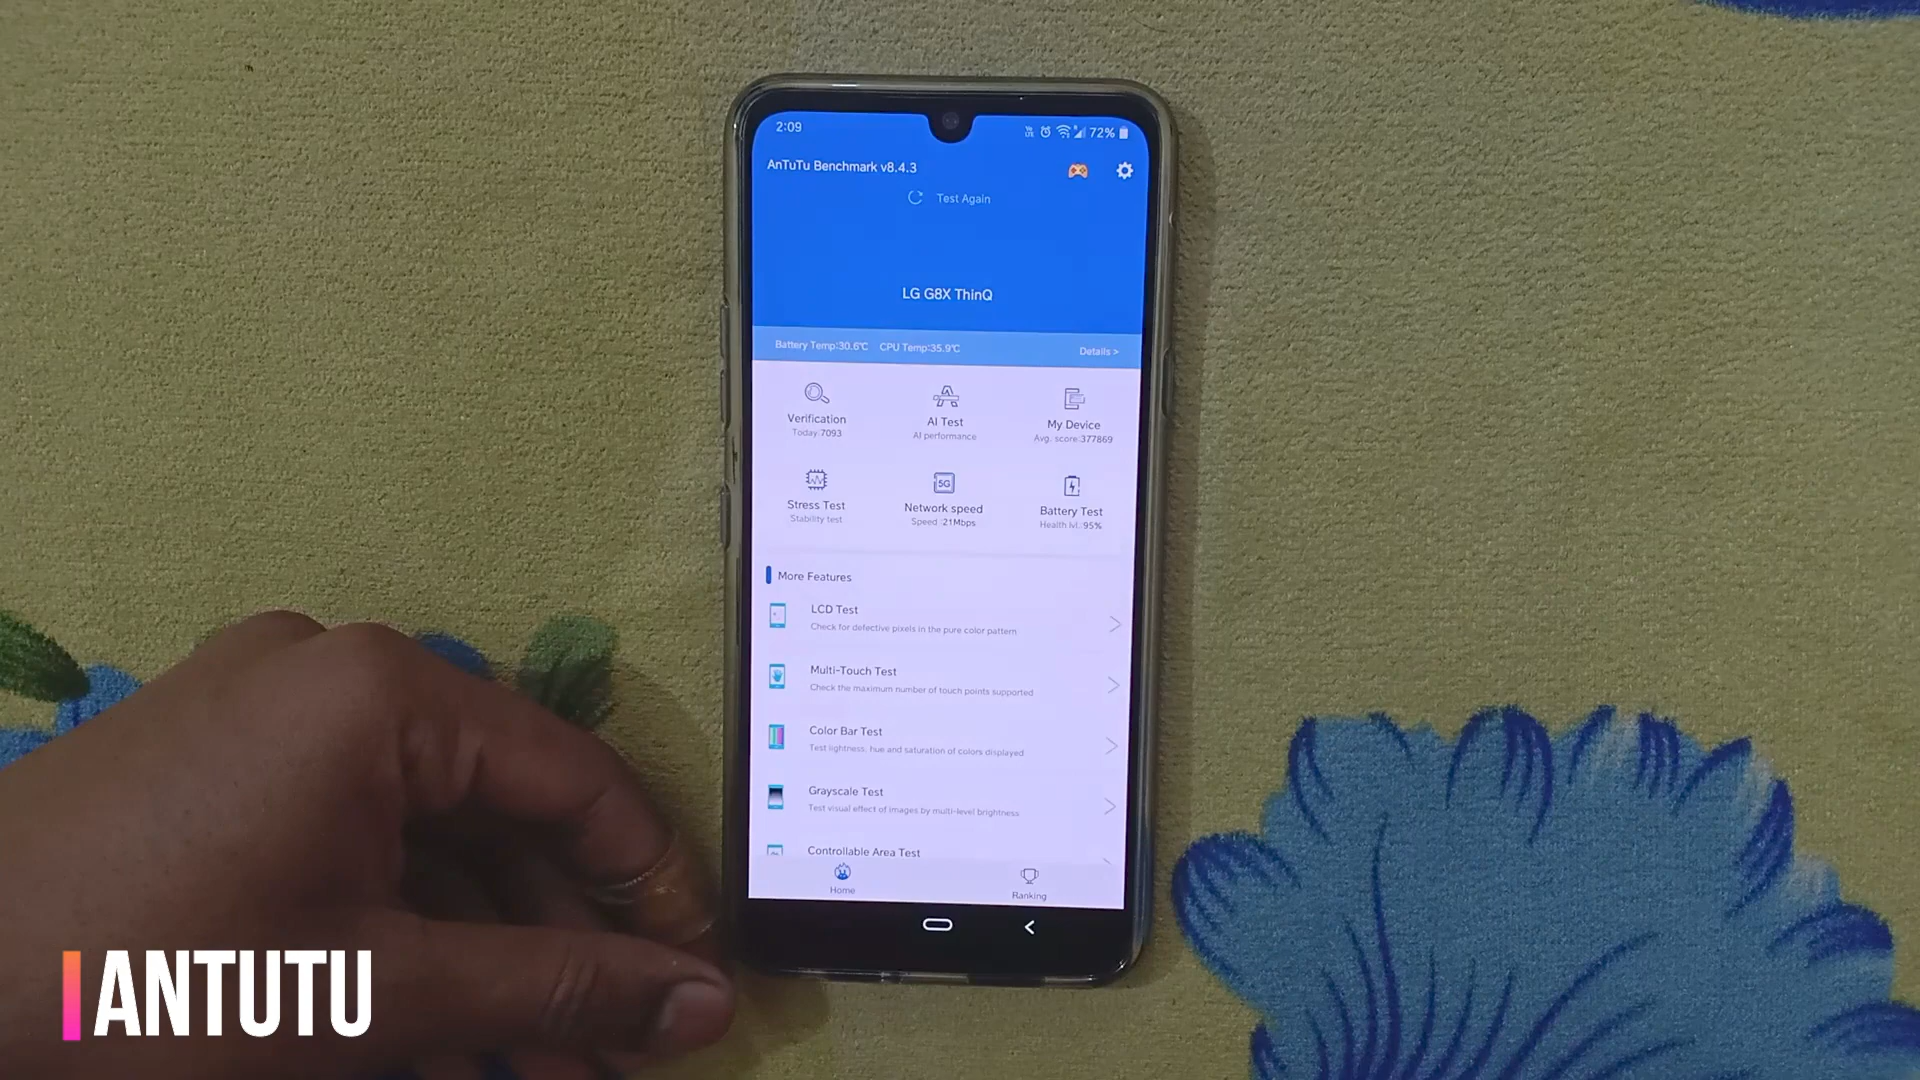 2:09
72%
AnTuTu Benchmark v8.4.3
Test Again
LG G8X ThinQ
Battery Temp:30.6℃ CPU Temp:35.9℃ Details >
Verification AI Test My Device
Today:7093 AI performance Avg. score:377869
5G
Stress Test Network speed Battery Test
Stability test Speed :21Mbps Health lvl. 95%
More Features
LCD Test
Check for defective pixels in the pure color pattern
Multi-Touch Test
Check the maximum number of touch points supported
Color Bar Test
Test lightness, hue and saturation of colors displayed
Grayscale Test
Test visual effect of images by multi-level brightness
Controllable Area Test
Home Ranking
ANTUTU